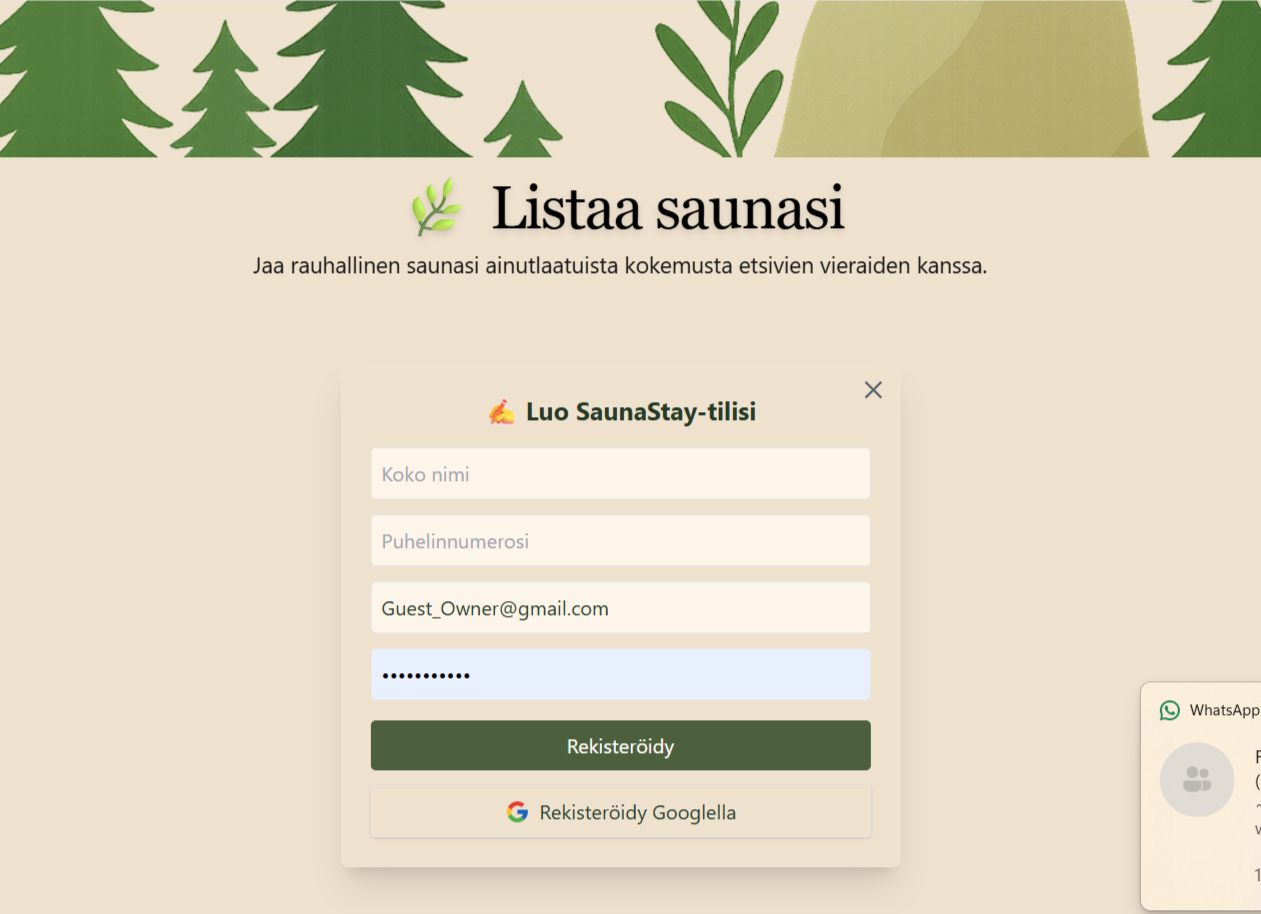 Listaa saunasi
Jaa rauhallinen saunasi ainutlaatuista kokemusta etsivien vieraiden kanssa.
Luo SaunaStay-tilisi
Koko nimi
Puhelinnumerosi
Guest_Owner@gmail.com
•••••••••••
Rekisteröidy
Rekisteröidy Googlella
WhatsApp